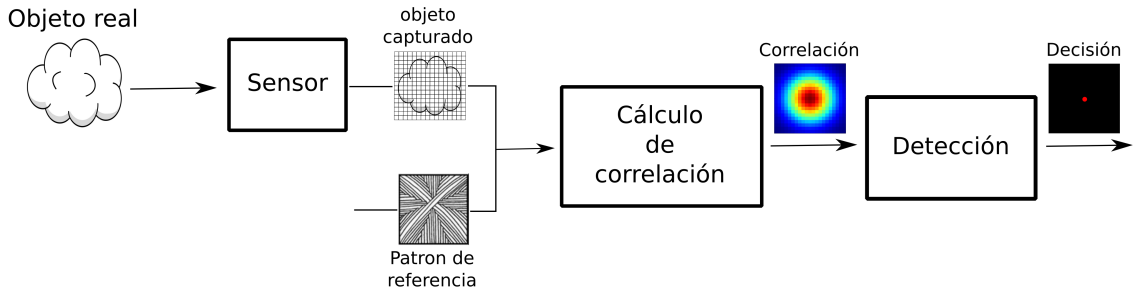 Objeto real
Sensor
objeto
capturado
Patron de
referencia
Cálculo
de
correlación
Correlación
Detección
Decisión